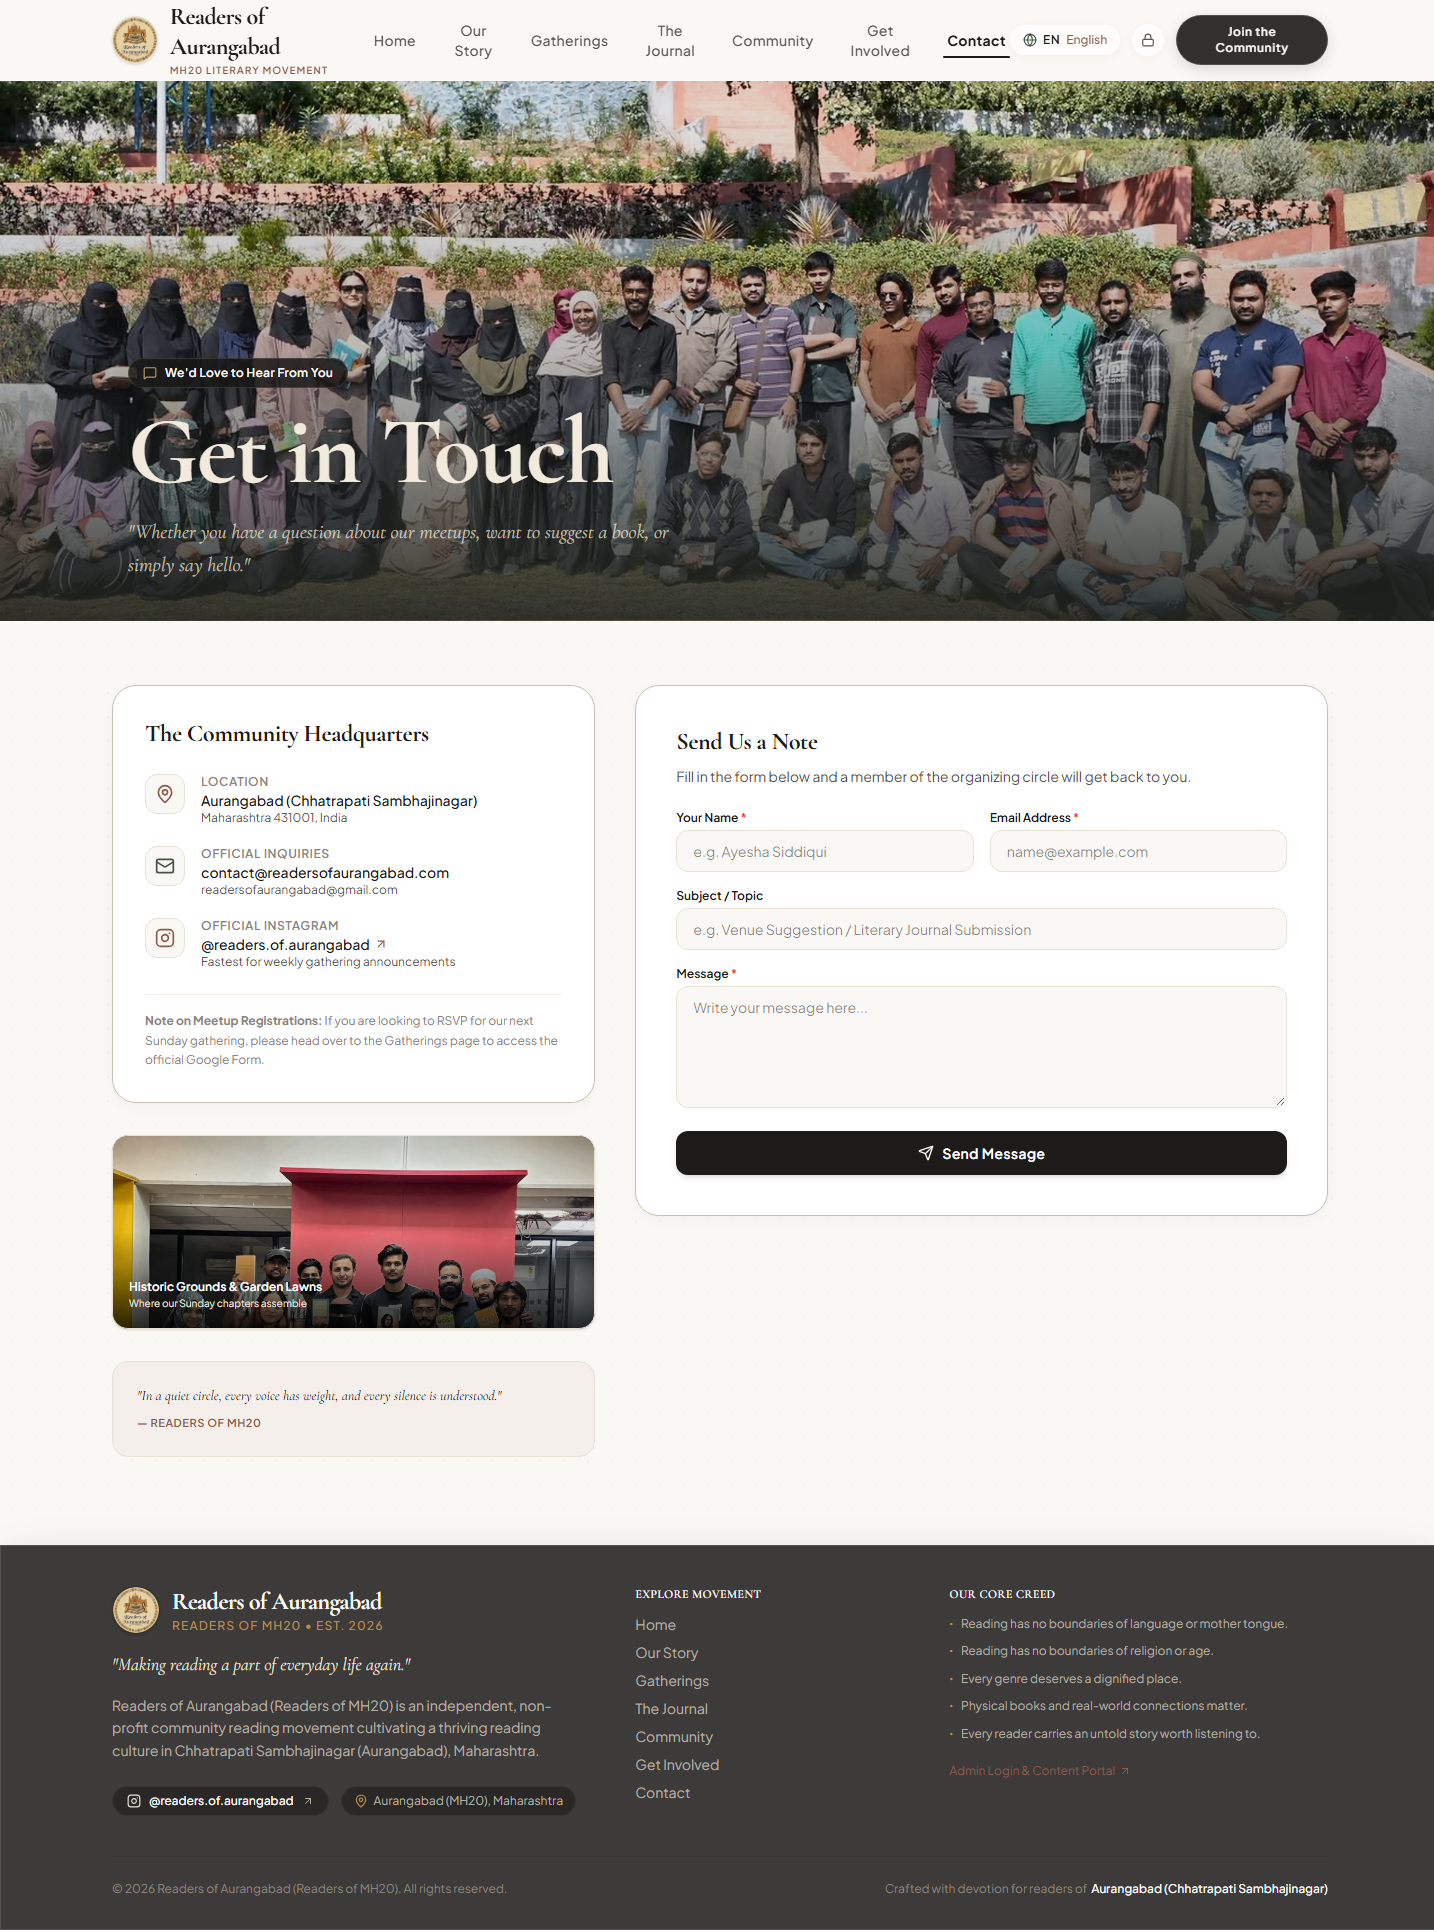 Readers of
Aurangabad
MH20 LITERARY MOVEMENT
Home
Our
Story
Gatherings
The
Journal
Community
Get
Involved
Contact
EN English
Join the
Community
We'd Love to Hear From You
Get in Touch
"Whether you have a question about our meetups, want to suggest a book, or
simply say hello."
The Community Headquarters
LOCATION
Aurangabad (Chhatrapati Sambhajinagar)
Maharashtra 431001, India
OFFICIAL INQUIRIES
contact@readersofaurangabad.com
readersofaurangabad@gmail.com
OFFICIAL INSTAGRAM
@readers.of.aurangabad
Fastest for weekly gathering announcements
Note on Meetup Registrations: If you are looking to RSVP for our next
Sunday gathering, please head over to the Gatherings page to access the
official Google Form.
Historic Grounds & Garden Lawns
Where our Sunday chapters assemble
"In a quiet circle, every voice has weight, and every silence is understood."
— READERS OF MH20
Send Us a Note
Fill in the form below and a member of the organizing circle will get back to you.
Your Name *
Email Address *
e.g. Ayesha Siddiqui
name@example.com
Subject / Topic
e.g. Venue Suggestion / Literary Journal Submission
Message *
Write your message here...
Send Message
Readers of Aurangabad
READERS OF MH20 • EST. 2026
"Making reading a part of everyday life again."
Readers of Aurangabad (Readers of MH20) is an independent, non-
profit community reading movement cultivating a thriving reading
culture in Chhatrapati Sambhajinagar (Aurangabad), Maharashtra.
@readers.of.aurangabad
Aurangabad (MH20), Maharashtra
EXPLORE MOVEMENT
Home
Our Story
Gatherings
The Journal
Community
Get Involved
Contact
OUR CORE CREED
• Reading has no boundaries of language or mother tongue.
• Reading has no boundaries of religion or age.
• Every genre deserves a dignified place.
• Physical books and real-world connections matter.
• Every reader carries an untold story worth listening to.
Admin Login & Content Portal
© 2026 Readers of Aurangabad (Readers of MH20). All rights reserved.
Crafted with devotion for readers of Aurangabad (Chhatrapati Sambhajinagar)